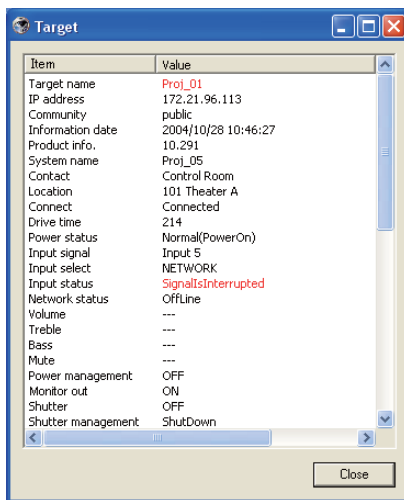 Target
Item Value
Target name Proj_01
IP address 172.21.96.113
Community public
Information date 2004/10/28 10:46:27
Product info. 10.291
System name Proj_05
Contact Control Room
Location 101 Theater A
Connect Connected
Drive time 214
Power status Normal(PowerOn)
Input signal Input 5
Input select NETWORK
Input status SignalIsInterrupted
Network status OffLine
Volume ---
Treble ---
Bass ---
Mute ---
Power management OFF
Monitor out ON
Shutter OFF
Shutter management ShutDown
Close